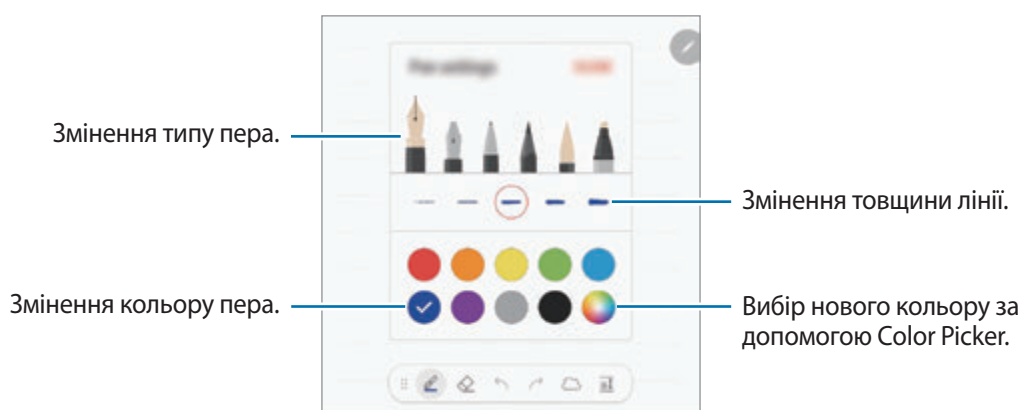 Змінення типу пера.
Змінення товщини лінії.
Змінення кольору пера.
Вибір нового кольору за
допомогою Color Picker.